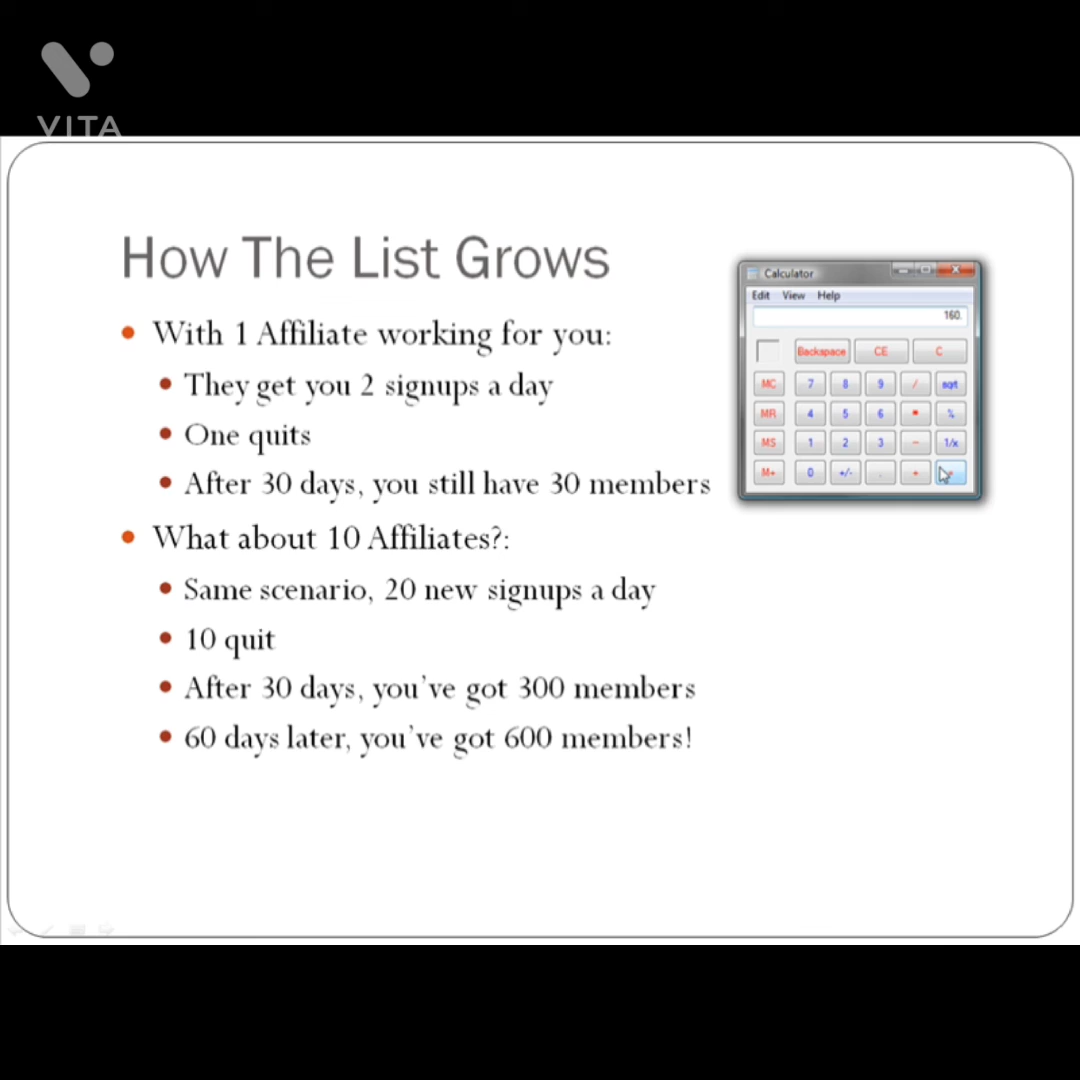 VITA
How The List Grows
With 1 Affiliate working for you:
They get you 2 signups a day
One quits
After 30 days, you still have 30 members
What about 10 Affiliates?:
Same scenario, 20 new signups a day
10 quit
After 30 days, you've got 300 members
60 days later, you've got 600 members!
Calculator
Edit View Help
160.
Backspace CE C
MC 7 8 9 / sqrt
MR 4 5 6 * %
MS 1 2 3 - 1/x
M+ 0 +/- . +